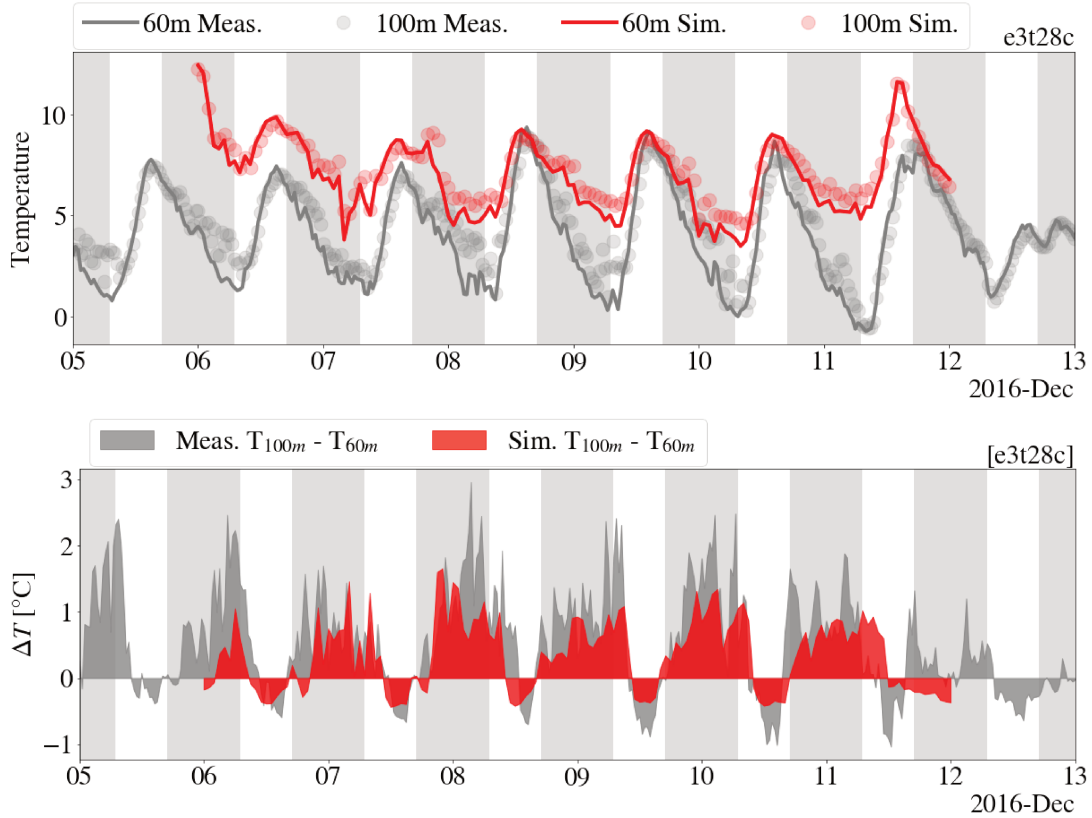 60m Meas. 100m Meas. 60m Sim. 100m Sim.
e3t28c
Temperature
10
5
0
05 06 07 08 09 10 11 12 13
2016-Dec
Meas. T100m - T60m Sim. T100m - T60m
[e3t28c]
ΔT [°C]
3
2
1
0
−1
05 06 07 08 09 10 11 12 13
2016-Dec